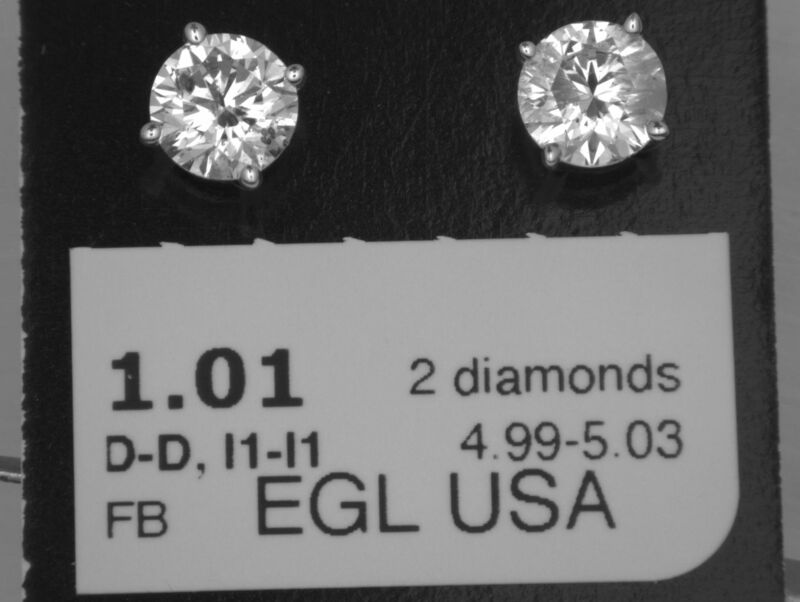 1.01 2 diamonds
D-D, I1-I1 4.99-5.03
FB EGL USA